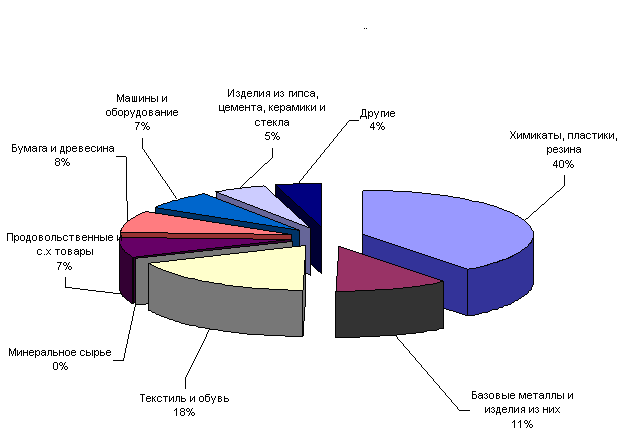 Изделия из гипса,
цемента, керамики и
стекла
5%
Машины и
оборудование
7%
Другие
4%
Химикаты, пластики,
резина
40%
Бумага и древесина
8%
Продовольственные и
с.х товары
7%
Минеральное сырье
0%
Текстиль и обувь
18%
Базовые металлы и
изделия из них
11%